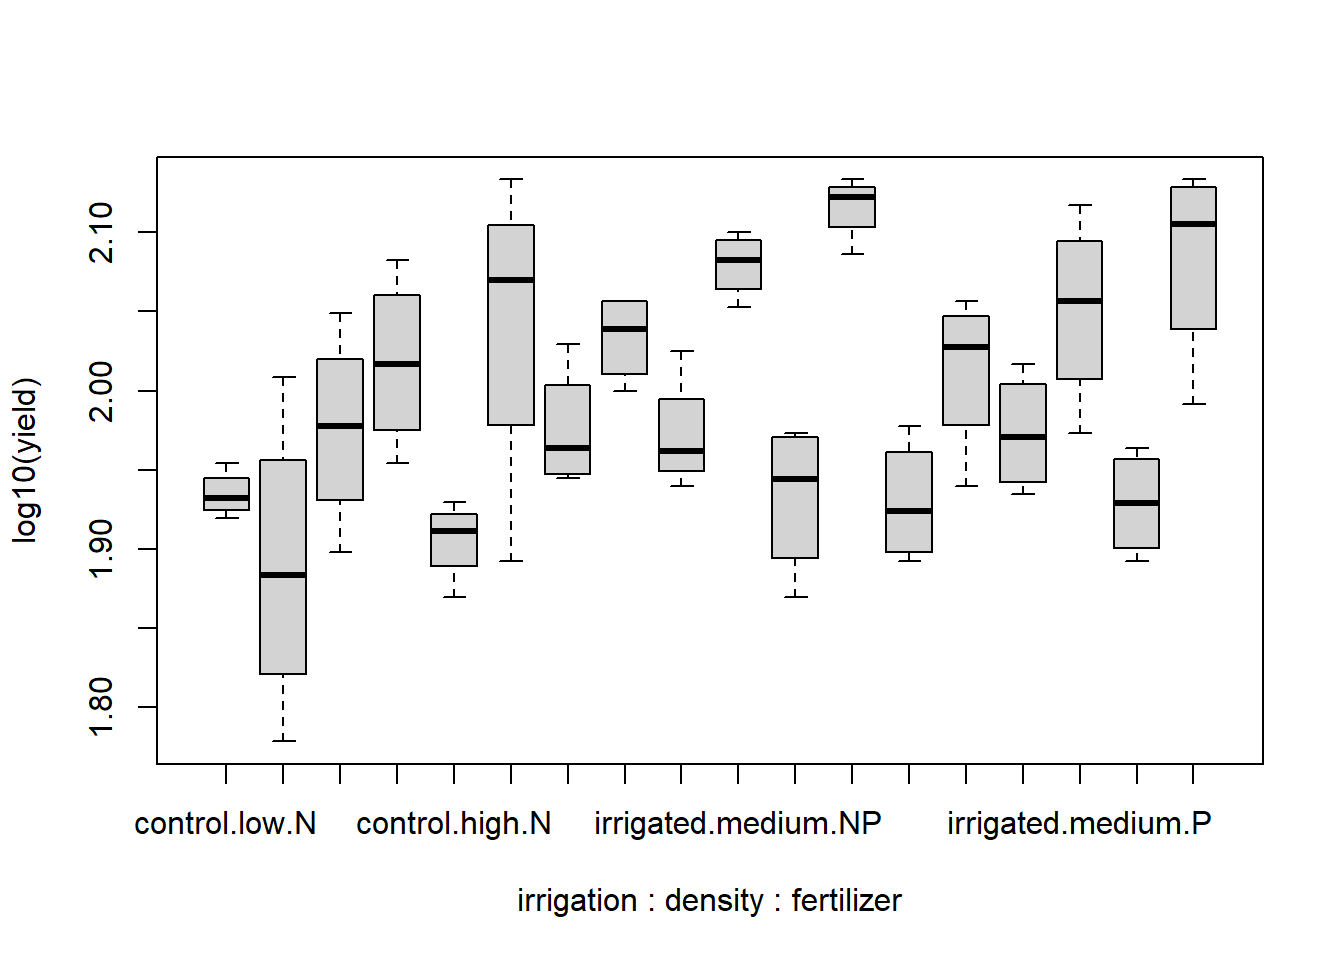 log10(yield)
2.10
2.00
1.90
1.80
control.low.N control.high.N irrigated.medium.NP irrigated.medium.P
irrigation : density : fertilizer